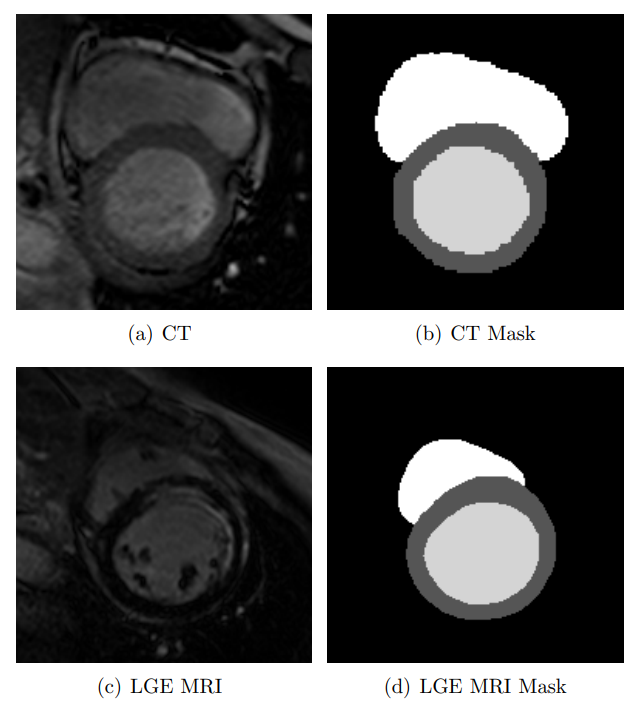 (a) CT
(b) CT Mask
(c) LGE MRI
(d) LGE MRI Mask